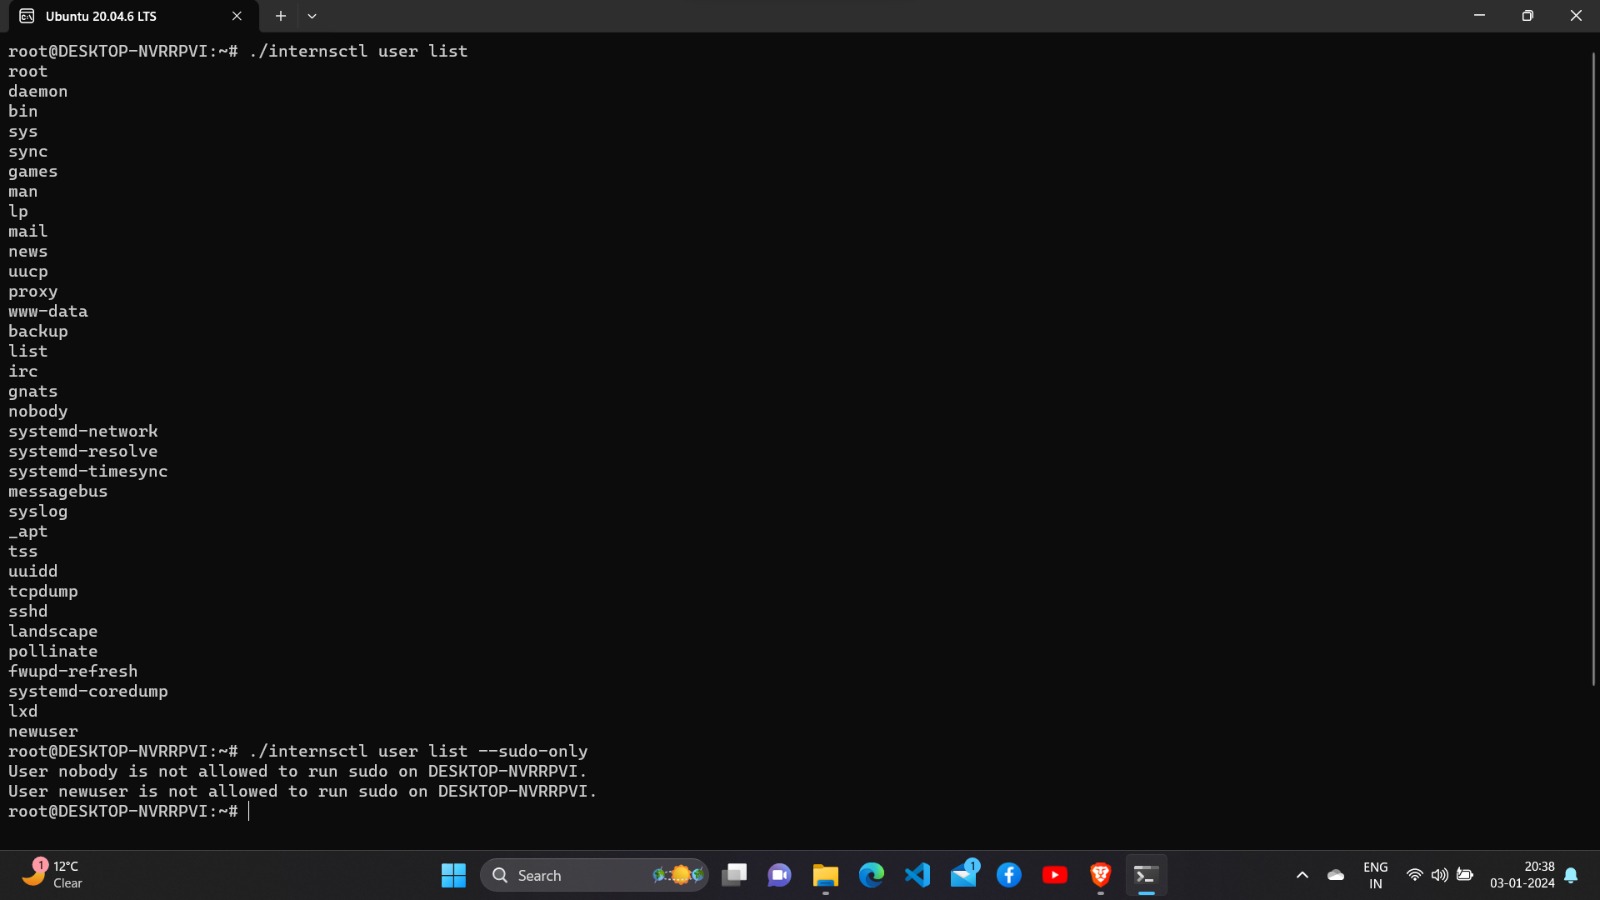 Ubuntu 20.04.6 LTS
root@DESKTOP-NVRRPVI:~# ./internsctl user list
root
daemon
bin
sys
sync
games
man
lp
mail
news
uucp
proxy
www-data
backup
list
irc
gnats
nobody
systemd-network
systemd-resolve
systemd-timesync
messagebus
syslog
_apt
tss
uuidd
tcpdump
sshd
landscape
pollinate
fwupd-refresh
systemd-coredump
lxd
newuser
root@DESKTOP-NVRRPVI:~# ./internsctl user list --sudo-only
User nobody is not allowed to run sudo on DESKTOP-NVRRPVI.
User newuser is not allowed to run sudo on DESKTOP-NVRRPVI.
root@DESKTOP-NVRRPVI:~#
1
12°C
Clear
Search
1
ENG
IN
20:38
03-01-2024